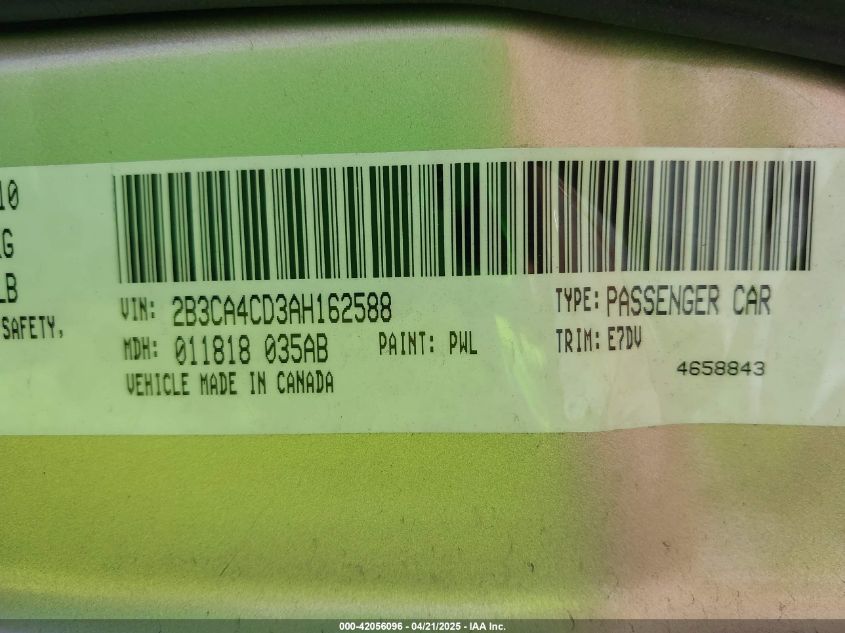 10
G
LB
SAFETY,
VIN: 2B3CA4CD3AH162588
TYPE: PASSENGER CAR
MDH: 011818 035AB
PAINT: PWL
TRIM: E7DV
VEHICLE MADE IN CANADA
4658843
000-42056096 - 04/21/2025 - IAA Inc.